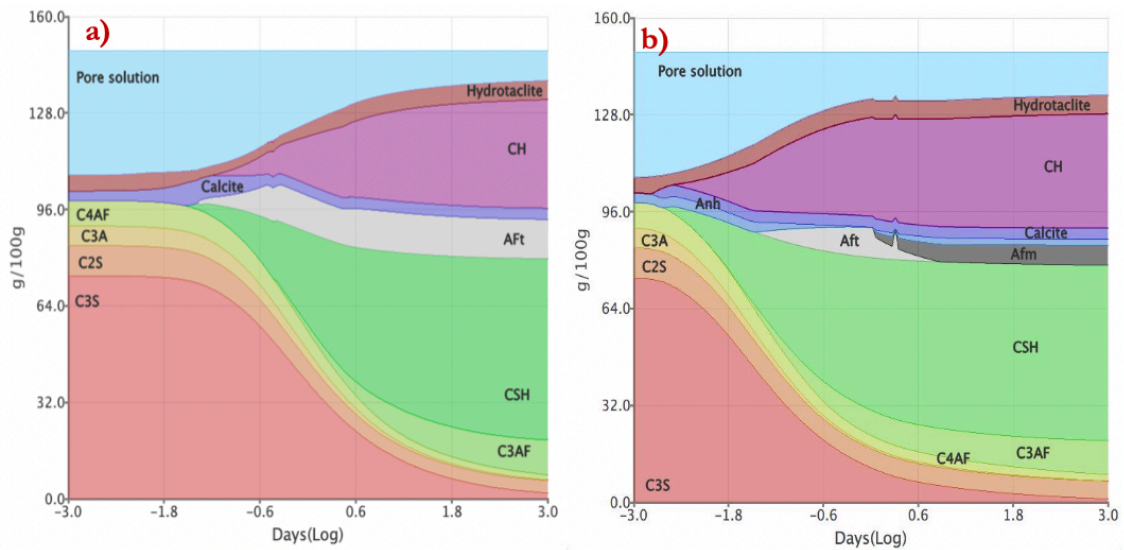 a)
160.0
128.0
96.0
64.0
32.0
0.0
g/100g
Pore solution
Hydrotaclite
CH
Calcite
C4AF
AFt
C3A
C2S
C3S
CSH
C3AF
-3.0 -1.8 -0.6 0.6 1.8 3.0
Days(Log)
b)
160.0
128.0
96.0
64.0
32.0
0.0
g/100g
Pore solution
Hydrotaclite
CH
Anh
Calcite
C3A
Aft
Afm
C2S
CSH
C4AF
C3AF
C3S
-3.0 -1.8 -0.6 0.6 1.8 3.0
Days(Log)